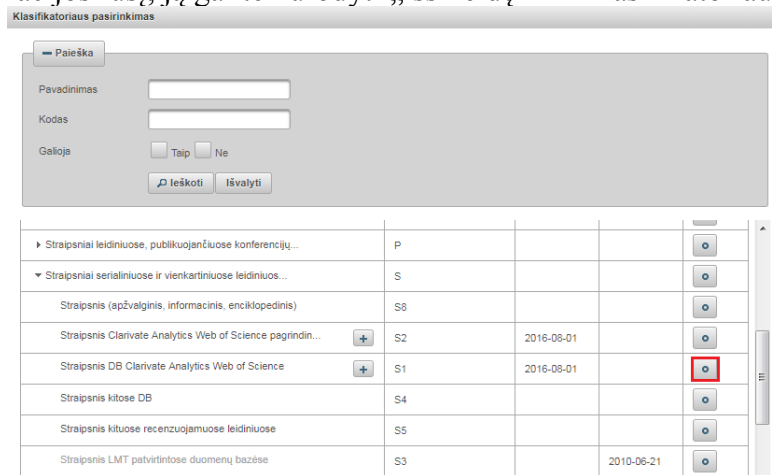 Klasifikatoriaus pasirinkimas
Paieška
Pavadinimas
Kodas
Galioja Taip Ne
Ieškoti Išvalyti
Straipsniai leidiniuose, publikuojančiuose konferencijų... P
Straipsniai serialiniuose ir vienkartiniuose leidiniuos... S
Straipsnis (apžvalginis, informacinis, enciklopedinis) S8
Straipsnis Clarivate Analytics Web of Science pagrindin... + S2 2016-08-01
Straipsnis DB Clarivate Analytics Web of Science + S1 2016-08-01
Straipsnis kitose DB S4
Straipsnis kituose recenzuojamuose leidiniuose S5
Straipsnis LMT patvirtintose duomenų bazėse S3 2010-06-21